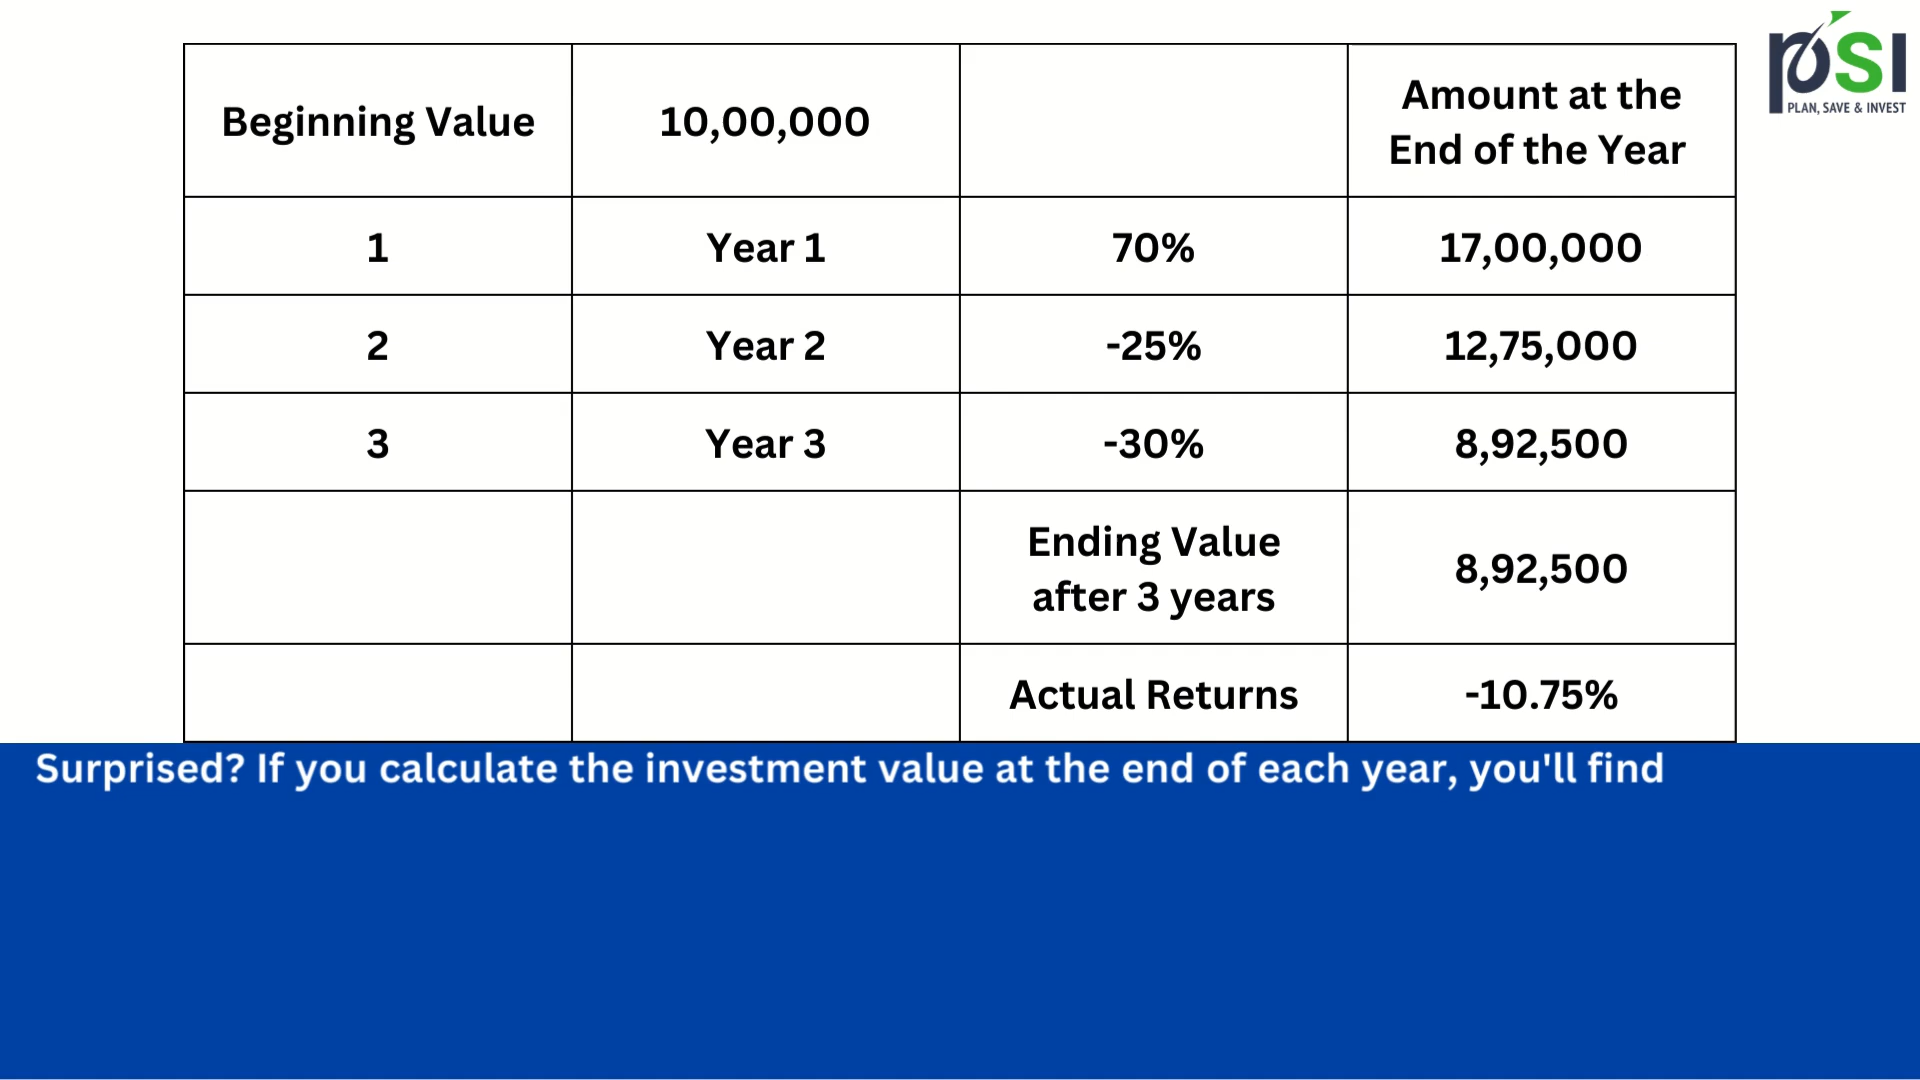 pSI
PLAN, SAVE & INVEST
Beginning Value 10,00,000 Amount at the
End of the Year
1 Year 1 70% 17,00,000
2 Year 2 -25% 12,75,000
3 Year 3 -30% 8,92,500
Ending Value
after 3 years 8,92,500
Actual Returns -10.75%
Surprised? If you calculate the investment value at the end of each year, you'll find